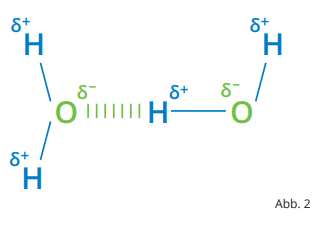 δ+ δ+
H H
δ− δ+ δ−
O H O
δ+
H
Abb. 2